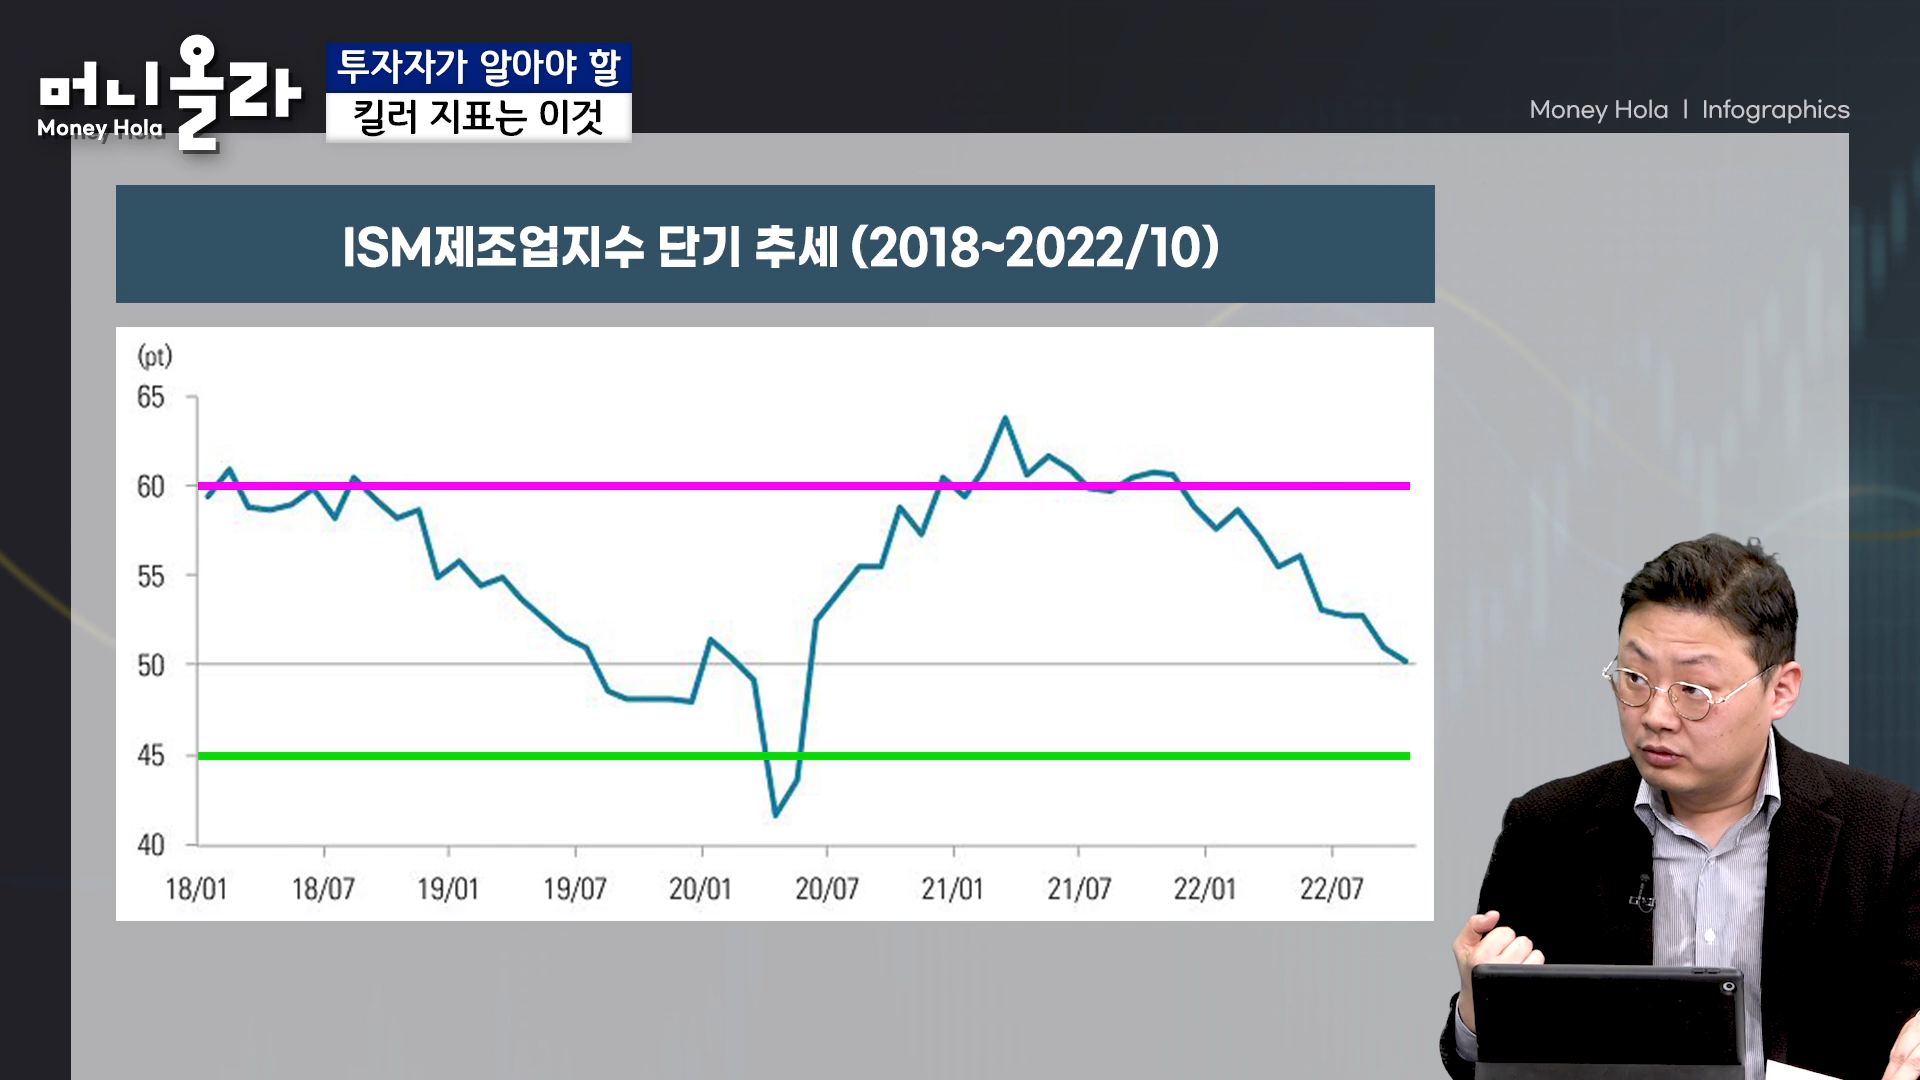 머니올라
Money Hola
투자자가 알아야 할
킬러 지표는 이것
Money Hola | Infographics
ISM제조업지수 단기 추세 (2018~2022/10)
(pt)
65
60
55
50
45
40
18/01 18/07 19/01 19/07 20/01 20/07 21/01 21/07 22/01 22/07